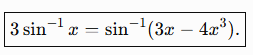 3 sin⁻¹ x = sin⁻¹(3x − 4x³).